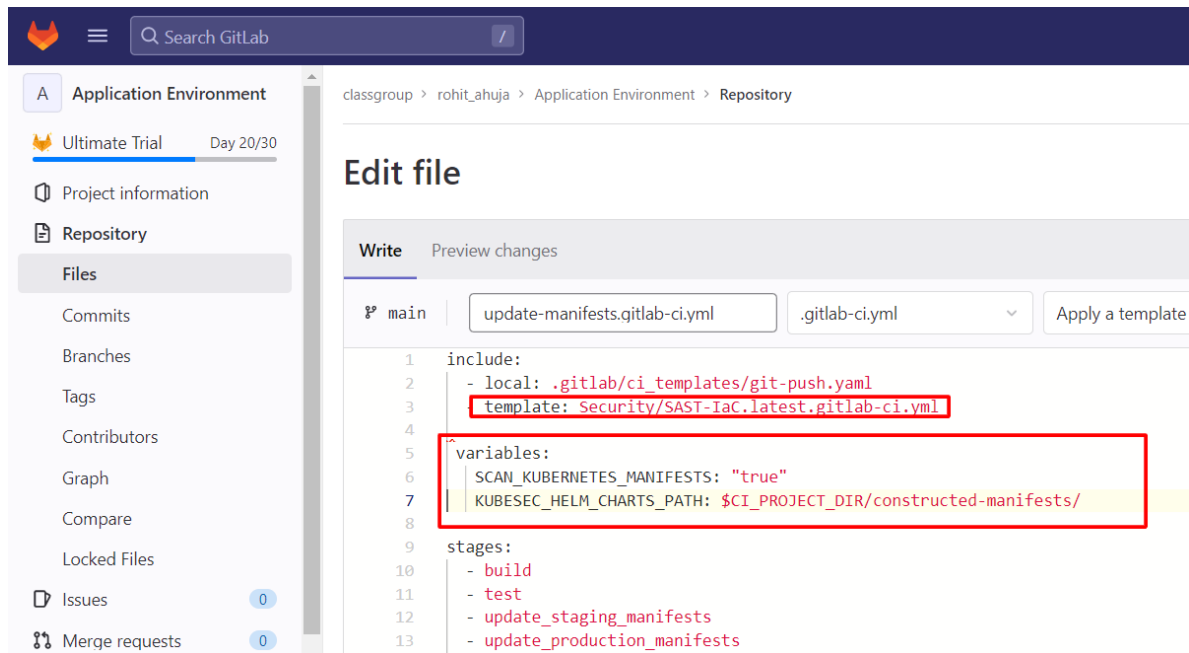 Search GitLab /
A Application Environment
Ultimate Trial Day 20/30
Project information
Repository
Files
Commits
Branches
Tags
Contributors
Graph
Compare
Locked Files
Issues 0
Merge requests 0
classgroup > rohit_ahuja > Application Environment > Repository
Edit file
Write Preview changes
main update-manifests.gitlab-ci.yml .gitlab-ci.yml Apply a template
1 include:
2 - local: .gitlab/ci_templates/git-push.yaml
3 - template: Security/SAST-IaC.latest.gitlab-ci.yml
4
5 variables:
6 SCAN_KUBERNETES_MANIFESTS: "true"
7 KUBESEC_HELM_CHARTS_PATH: $CI_PROJECT_DIR/constructed-manifests/
8
9 stages:
10 - build
11 - test
12 - update_staging_manifests
13 - update_production_manifests